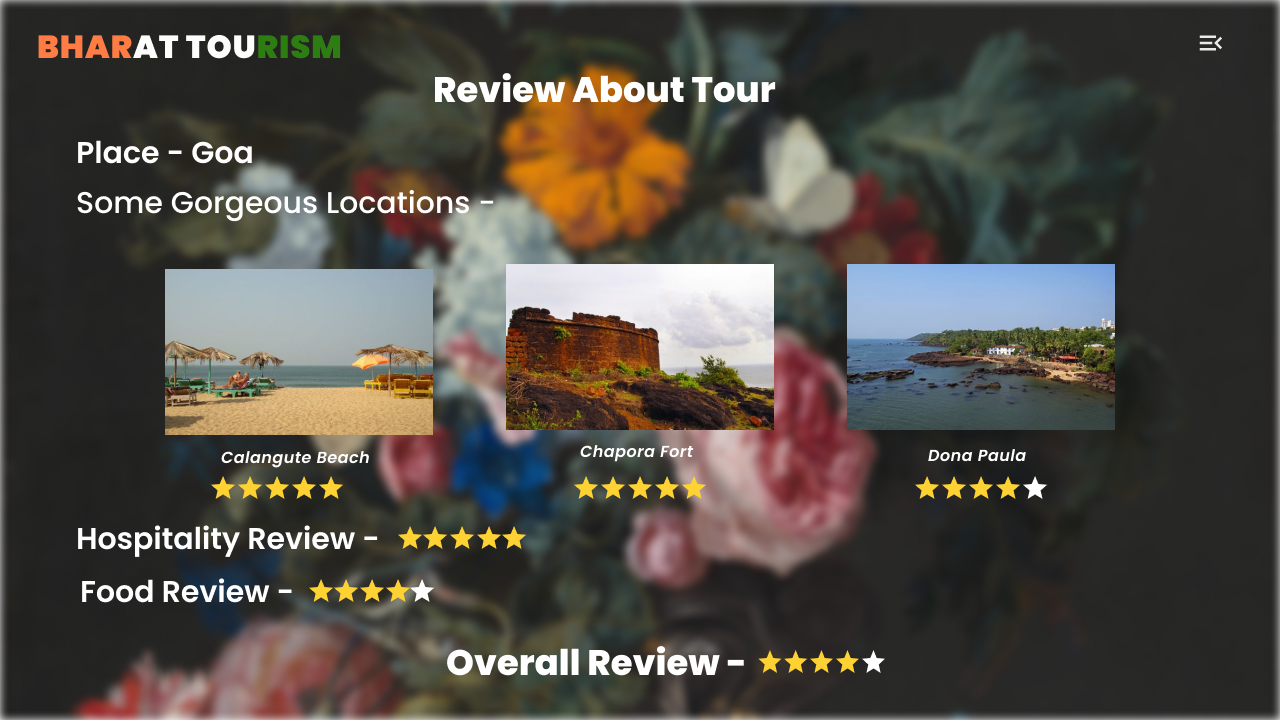 BHARAT TOURISM
Review About Tour
Place - Goa
Some Gorgeous Locations -
Calangute Beach
Chapora Fort
Dona Paula
Hospitality Review -
Food Review -
Overall Review -